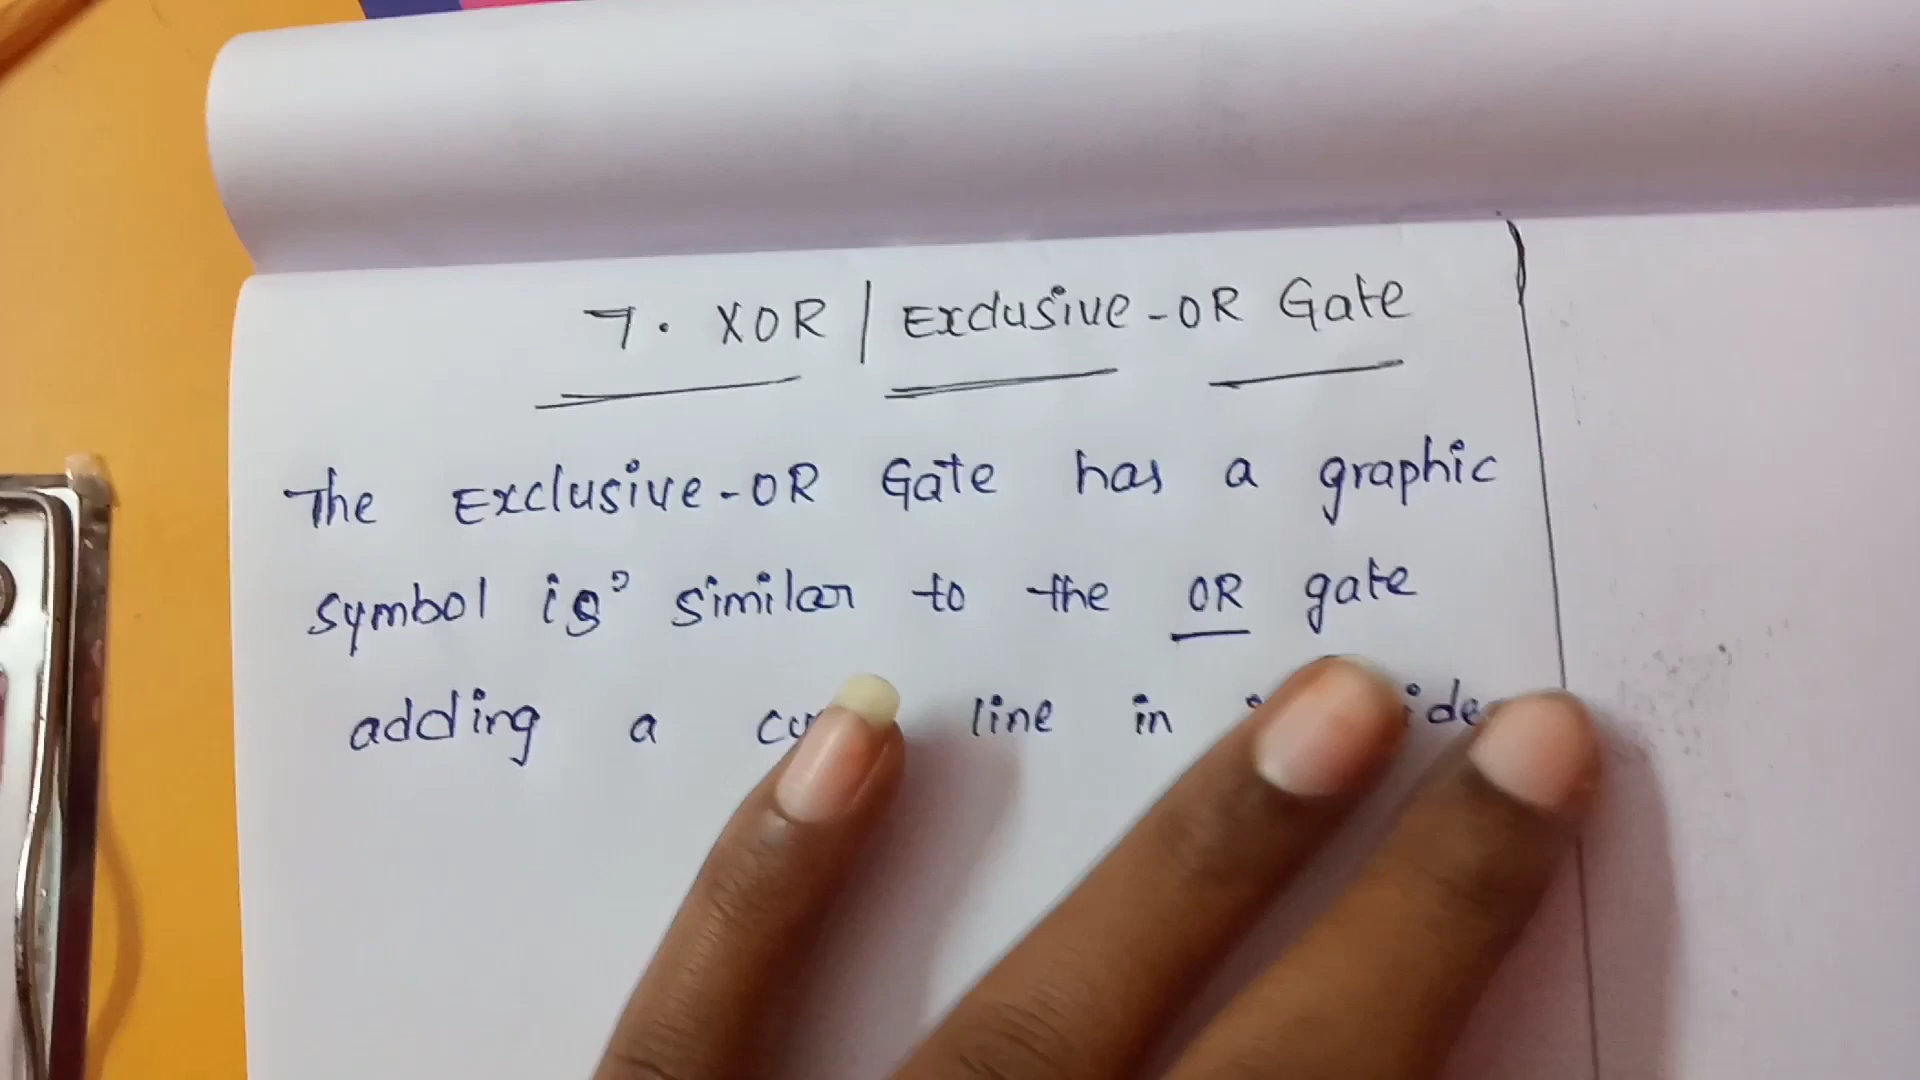 7. XOR | Exclusive-OR Gate
The Exclusive-OR Gate has a graphic
symbol is similar to the OR gate
adding a line in